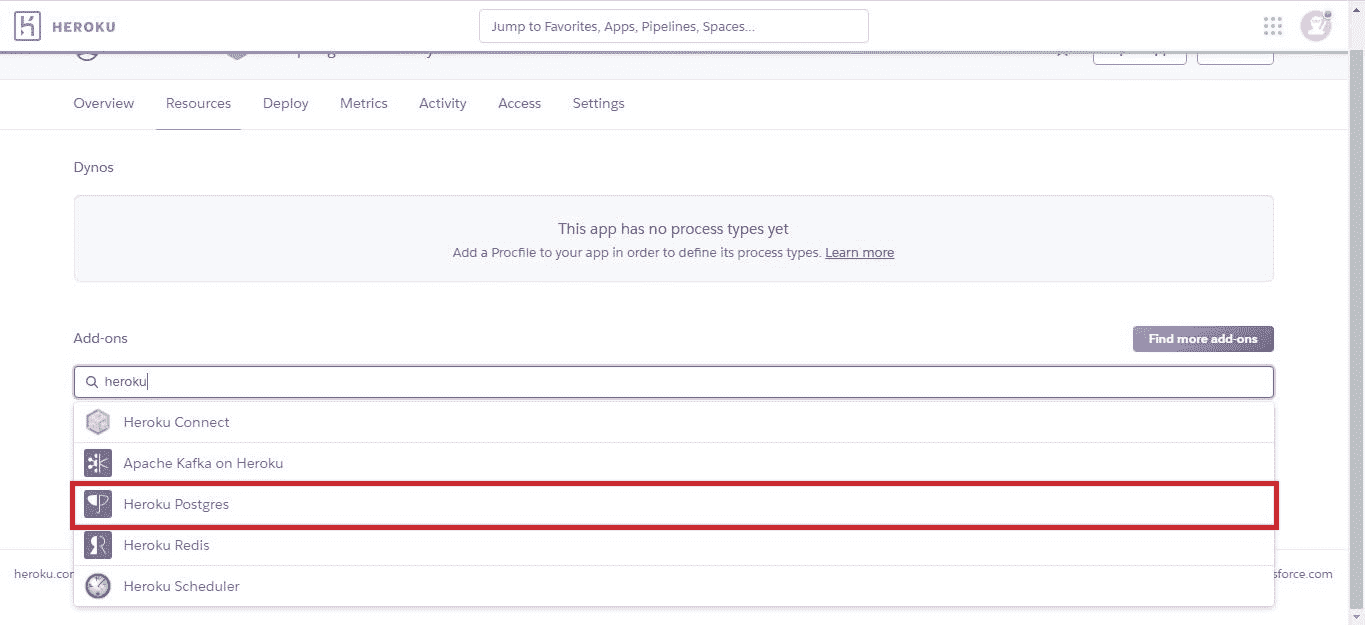 HEROKU
Jump to Favorites, Apps, Pipelines, Spaces...
Overview Resources Deploy Metrics Activity Access Settings
Dynos
This app has no process types yet
Add a Procfile to your app in order to define its process types. Learn more
Add-ons
Find more add-ons
heroku
Heroku Connect
Apache Kafka on Heroku
Heroku Postgres
Heroku Redis
Heroku Scheduler
heroku.cor
sforce.com